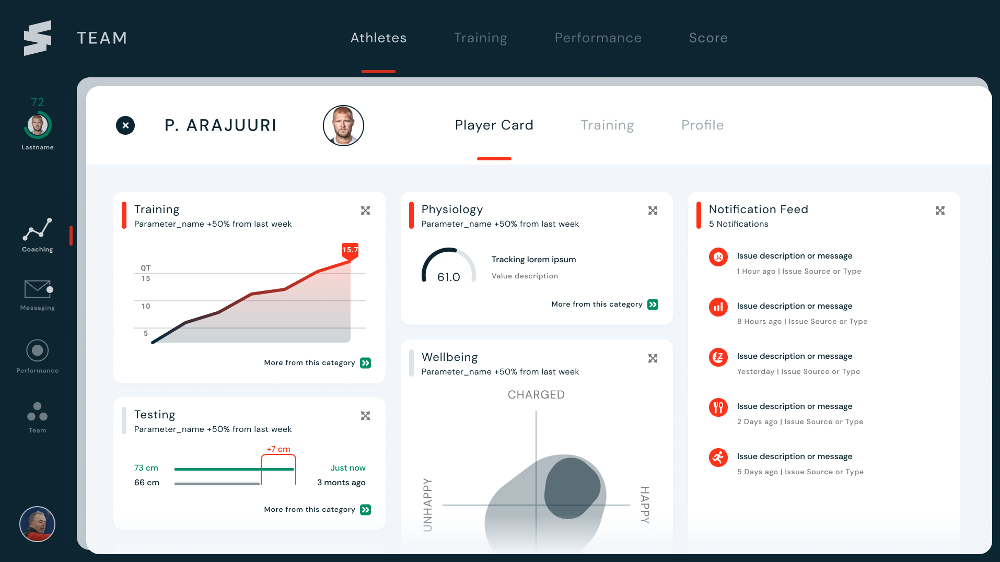 TEAM
Athletes
Training
Performance
Score
72
Lastname
Coaching
Messaging
Performance
Team
P. ARAJUURI
Player Card
Training
Profile
Training
Parameter_name +50% from last week
15.7
QT
15
10
5
More from this category
Testing
Parameter_name +50% from last week
+7 cm
73 cm
Just now
66 cm
3 monts ago
More from this category
Physiology
Parameter_name +50% from last week
61.0
Tracking lorem ipsum
Value description
More from this category
Wellbeing
Parameter_name +50% from last week
CHARGED
UNHAPPY
HAPPY
Notification Feed
5 Notifications
Issue description or message
1 Hour ago | Issue Source or Type
Issue description or message
8 Hours ago | Issue Source or Type
Issue description or message
Yesterday | Issue Source or Type
Issue description or message
2 Days ago | Issue Source or Type
Issue description or message
5 Days ago | Issue Source or Type